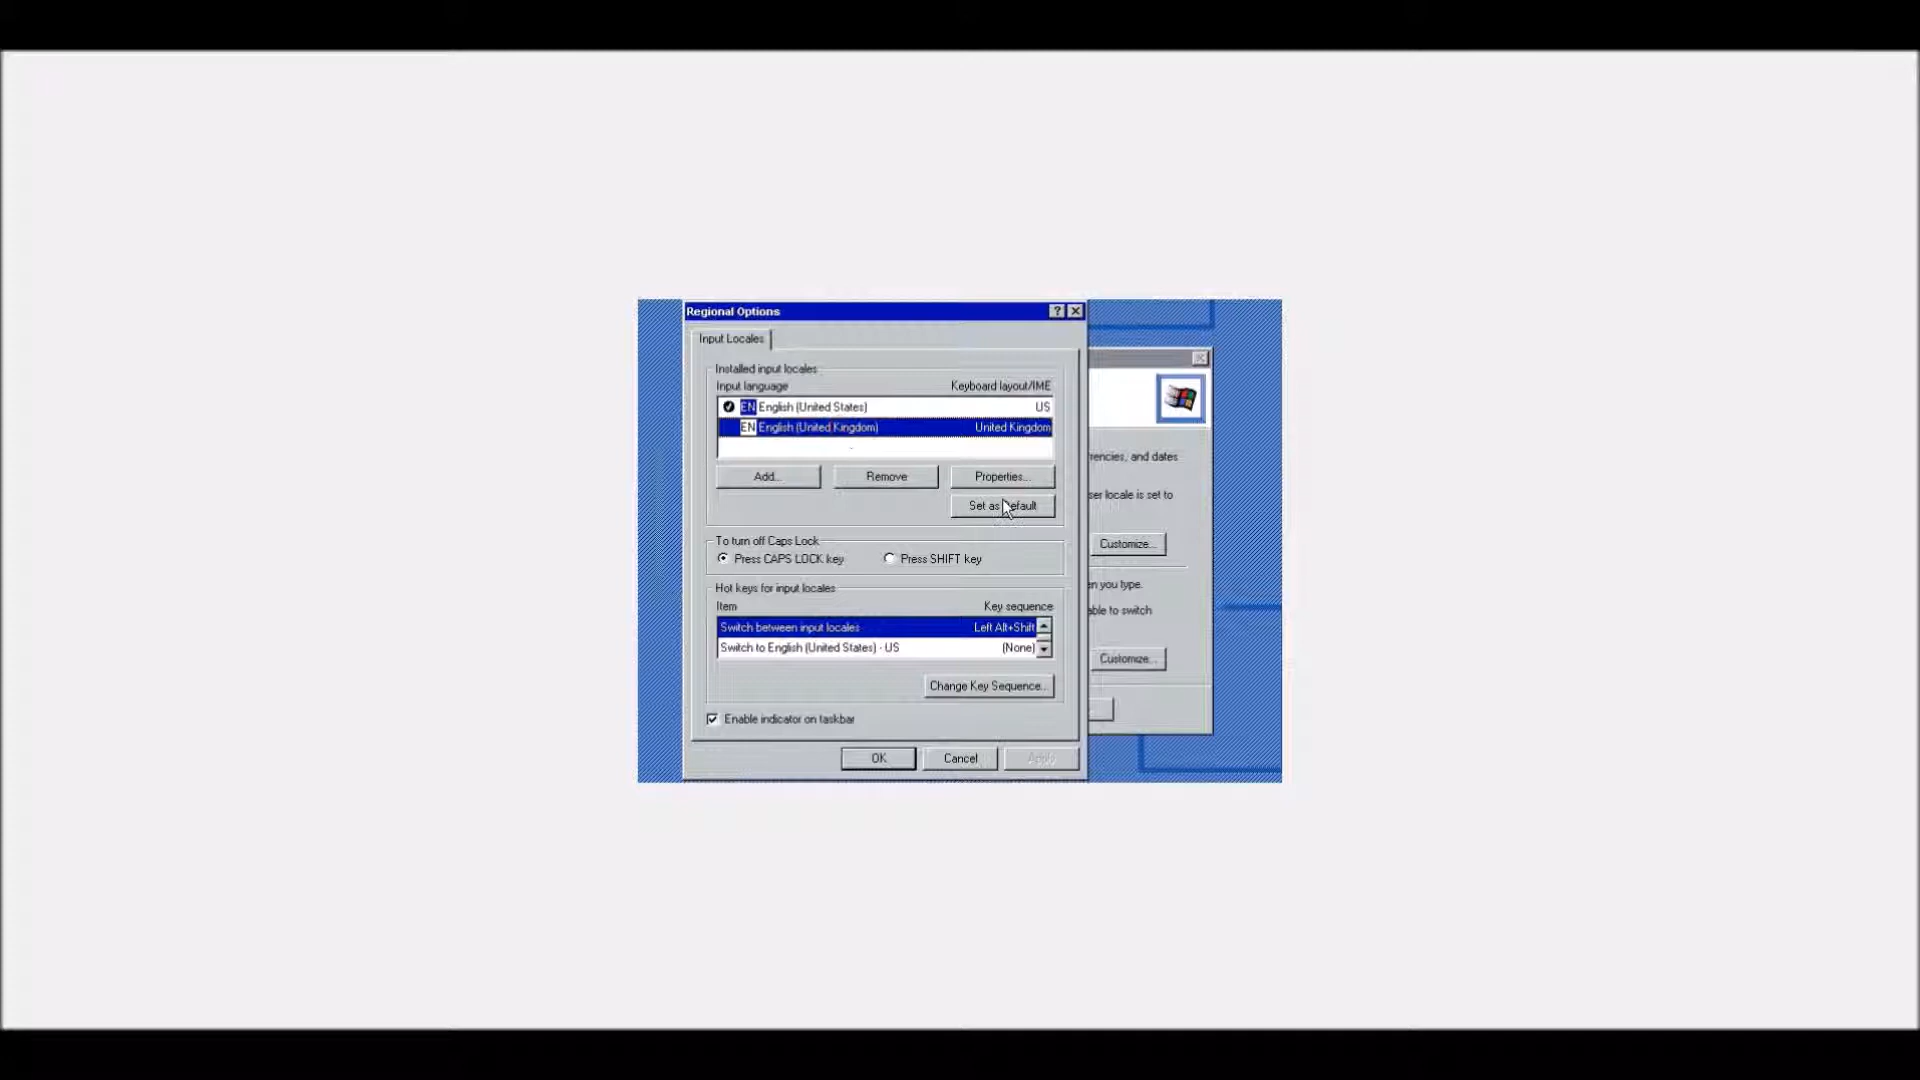 Regional Options
Input Locales
Installed input locales
Input language Keyboard layout/IME
EN English (United States) US
EN English (United Kingdom) United Kingdom
Add... Remove Properties...
Set as
To turn off Caps Lock
Press CAPS LOCK key Press SHIFT key
Hot keys for input locales
Item Key sequence
Switch between input locales Left Alt+Shift
Switch to English (United States) - US (None)
Change Key Sequence...
Enable indicator on taskbar
OK Cancel Apply
rencies, and dates
ser locale is set to
Customize...
n you type.
able to switch
Customize...